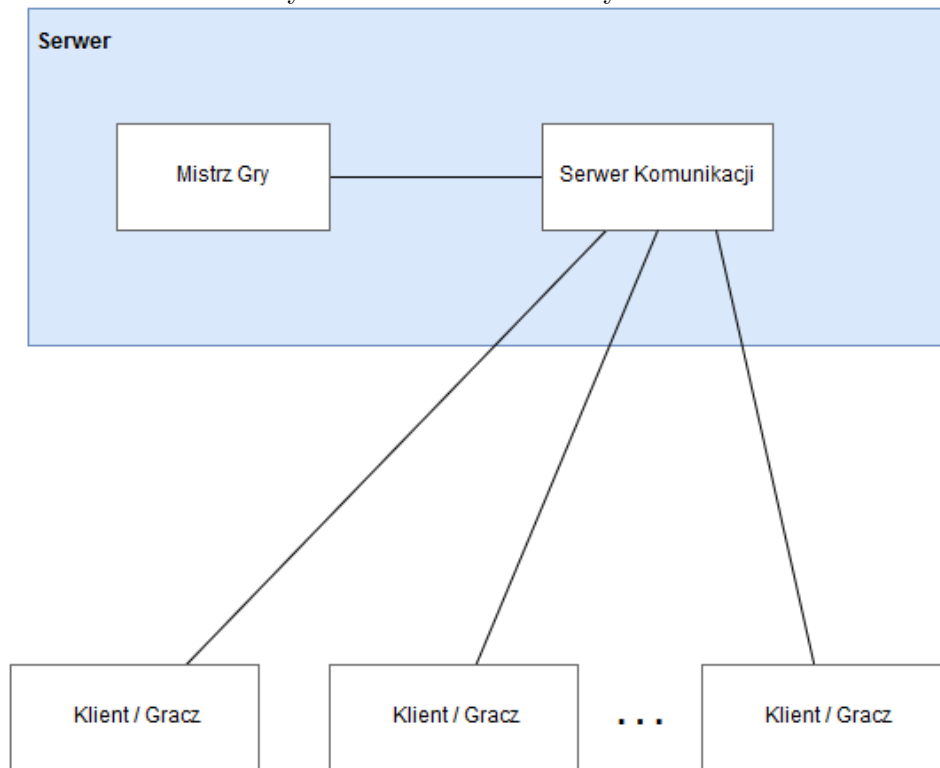 Serwer
Mistrz Gry
Serwer Komunikacji
Klient / Gracz
Klient / Gracz
...
Klient / Gracz